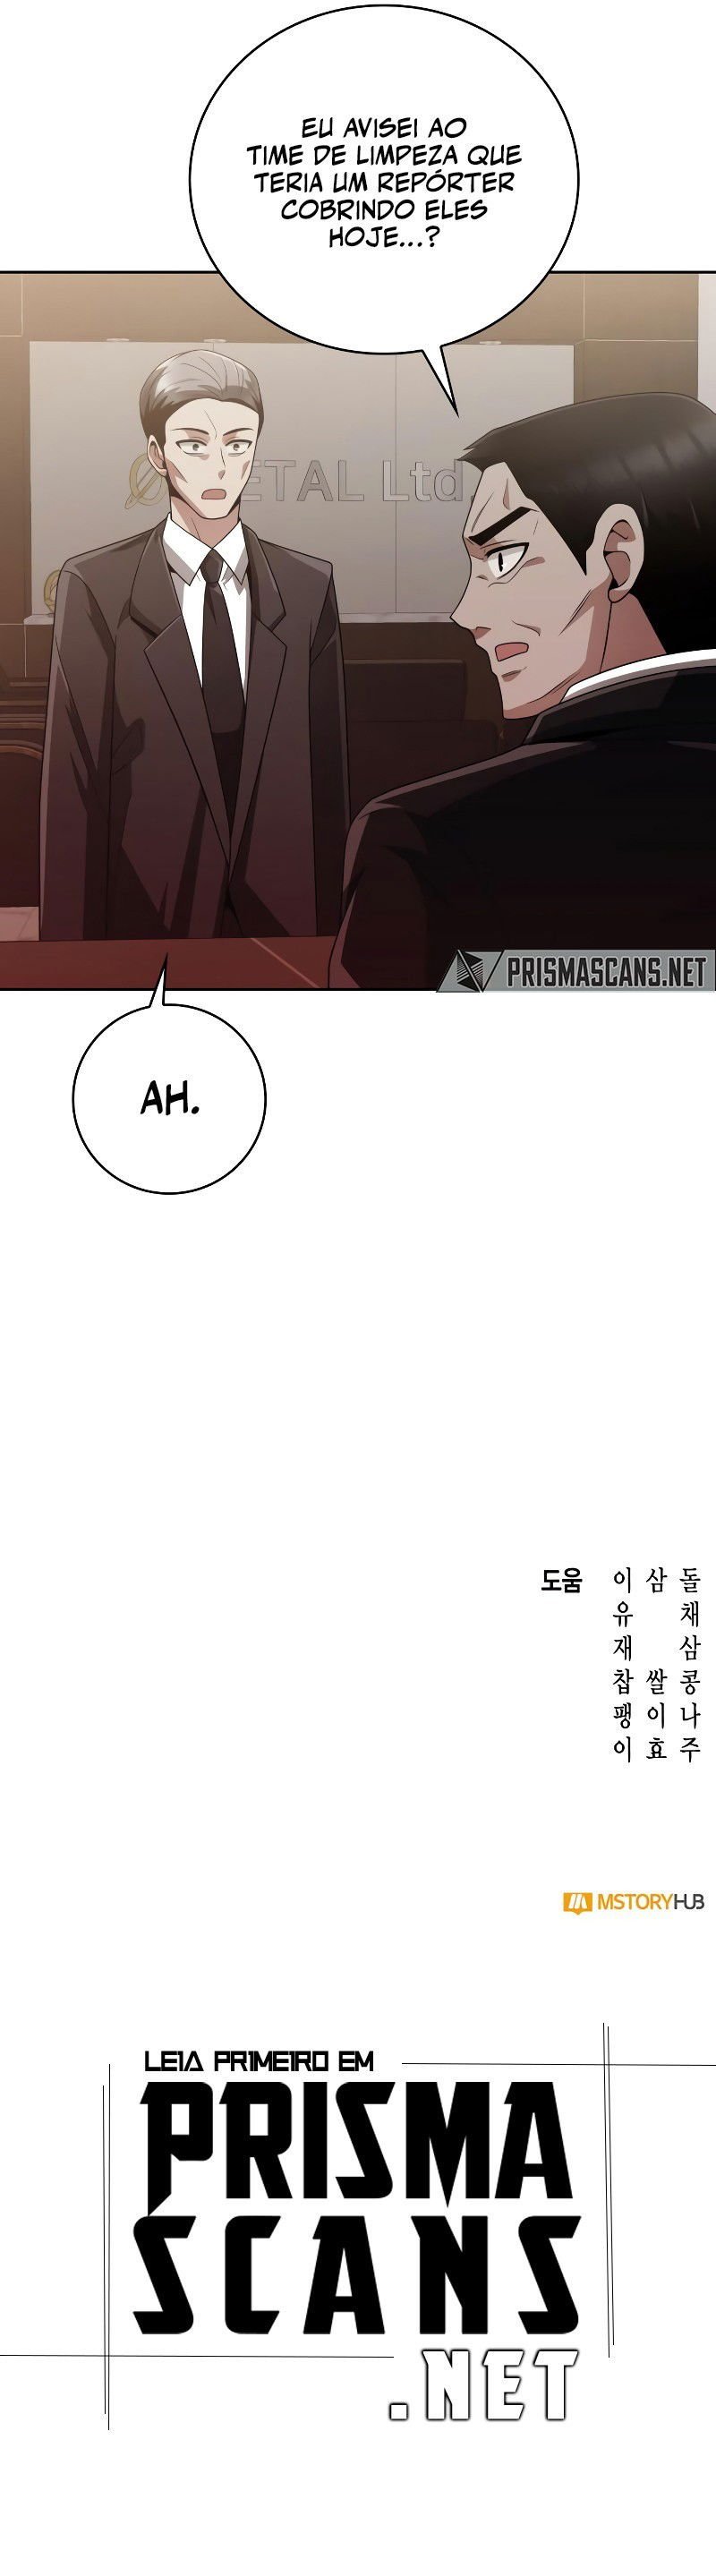 EU AVISEI AO
TIME DE LIMPEZA QUE
TERIA UM REPÓRTER
COBRINDO ELES
HOJE...?
ETAL Ltd.
PRISMASCANS.NET
AH.
도움
돌채삼콩나주
삼 쌀이효
이유재찹팽이
MSTORYHUB
LEIA PRIMEIRO EM
PRISMA
SCANS
.NET